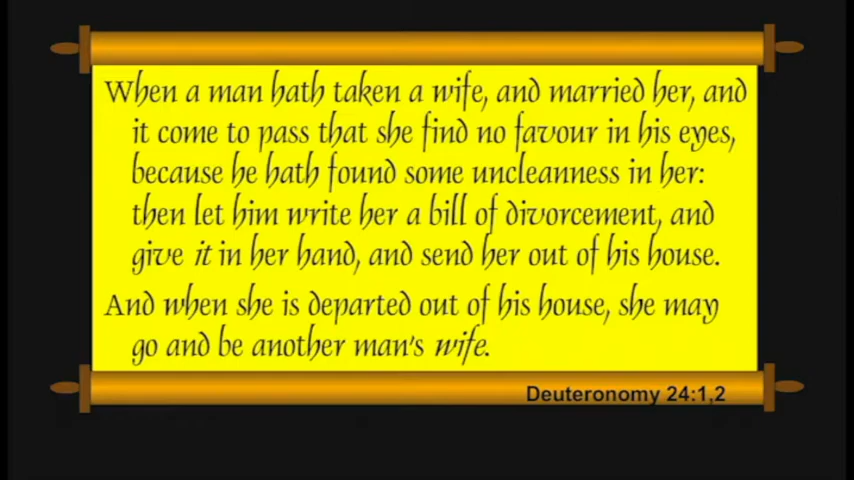 When a man hath taken a wife, and married her, and
it come to pass that she find no favour in his eyes,
because he hath found some uncleanness in her:
then let him write her a bill of divorcement, and
give it in her hand, and send her out of his house.
And when she is departed out of his house, she may
go and be another man's wife.
Deuteronomy 24:1,2